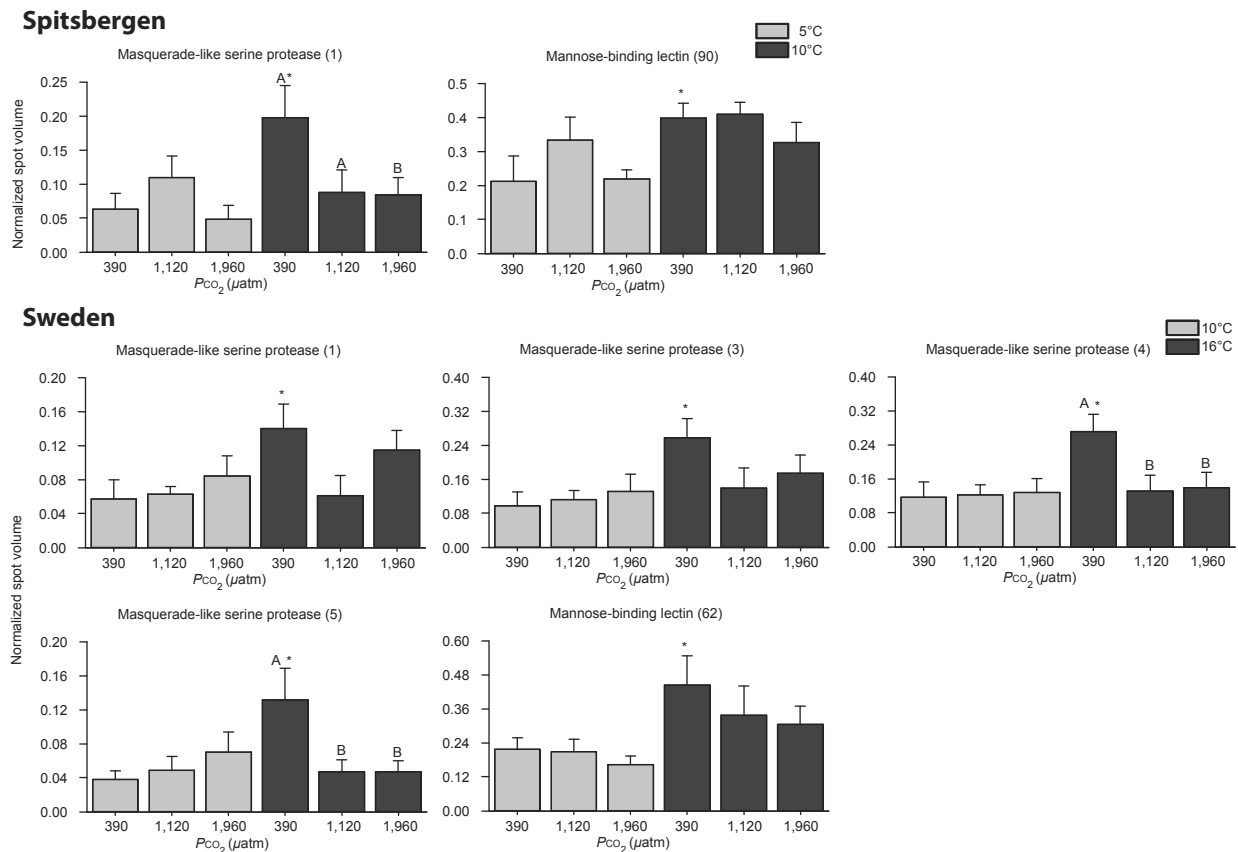 Spitsbergen
5°C
10°C
Masquerade-like serine protease (1)
Normalized spot volume
0.25
0.20
0.15
0.10
0.05
0.00
A*
A
B
390 1,120 1,960 390 1,120 1,960
PCO2 (µatm)
Mannose-binding lectin (90)
0.5
0.4
0.3
0.2
0.1
0.0
*
390 1,120 1,960 390 1,120 1,960
PCO2 (µatm)
Sweden
10°C
16°C
Normalized spot volume
Masquerade-like serine protease (1)
0.20
0.16
0.12
0.08
0.04
0.00
*
390 1,120 1,960 390 1,120 1,960
PCO2 (µatm)
Masquerade-like serine protease (3)
0.40
0.32
0.24
0.16
0.08
0.00
*
390 1,120 1,960 390 1,120 1,960
PCO2 (µatm)
Masquerade-like serine protease (4)
0.40
0.32
0.24
0.16
0.08
0.00
A *
B
B
390 1,120 1,960 390 1,120 1,960
PCO2 (µatm)
Masquerade-like serine protease (5)
0.20
0.16
0.12
0.08
0.04
0.00
A *
B
B
390 1,120 1,960 390 1,120 1,960
PCO2 (µatm)
Mannose-binding lectin (62)
0.60
0.48
0.36
0.24
0.12
0.00
*
390 1,120 1,960 390 1,120 1,960
PCO2 (µatm)